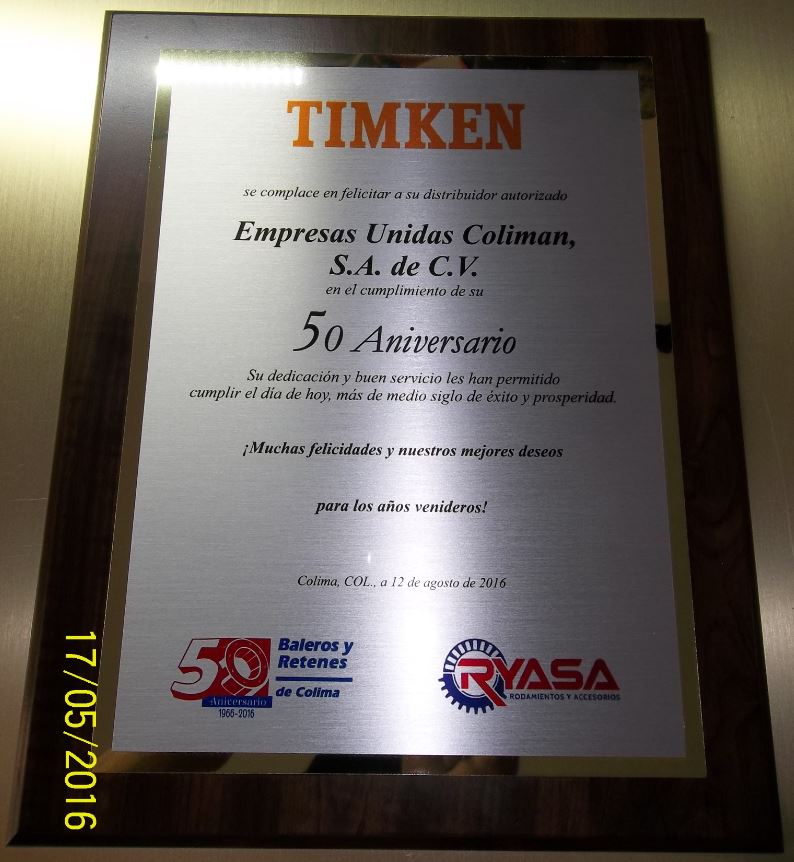 TIMKEN
se complace en felicitar a su distribuidor autorizado
Empresas Unidas Coliman,
S.A. de C.V.
en el cumplimiento de su
50 Aniversario
Su dedicación y buen servicio les han permitido
cumplir el día de hoy, más de medio siglo de éxito y prosperidad.
¡Muchas felicidades y nuestros mejores deseos
para los años venideros!
Colima, COL., a 12 de agosto de 2016
50
Aniversario
1966-2016
Baleros y
Retenes
de Colima
RYASA
RODAMIENTOS Y ACCESORIOS
17/05/2016